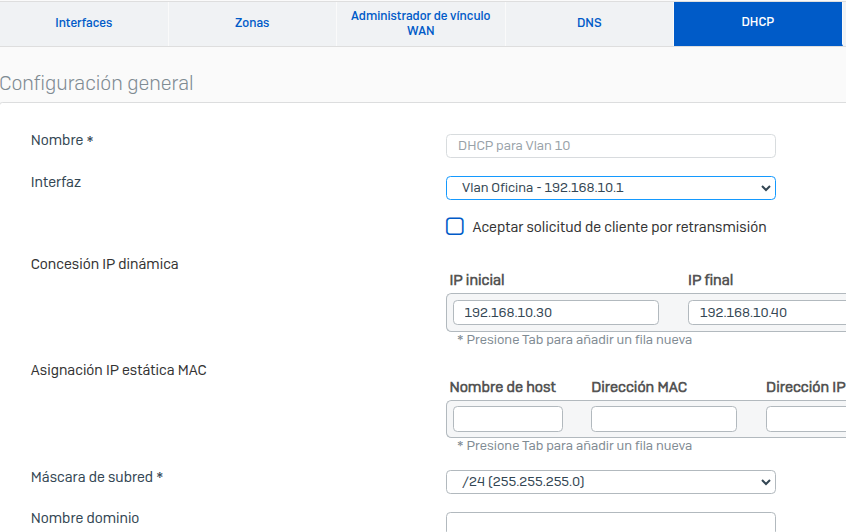 Interfaces
Zonas
Administrador de vínculo
WAN
DNS
DHCP
Configuración general
Nombre *
DHCP para Vlan 10
Interfaz
Vlan Oficina - 192.168.10.1
Aceptar solicitud de cliente por retransmisión
Concesión IP dinámica
IP inicial
IP final
192.168.10.30
192.168.10.40
* Presione Tab para añadir un fila nueva
Asignación IP estática MAC
Nombre de host
Dirección MAC
Dirección IP
* Presione Tab para añadir un fila nueva
Máscara de subred *
/24 (255.255.255.0)
Nombre dominio